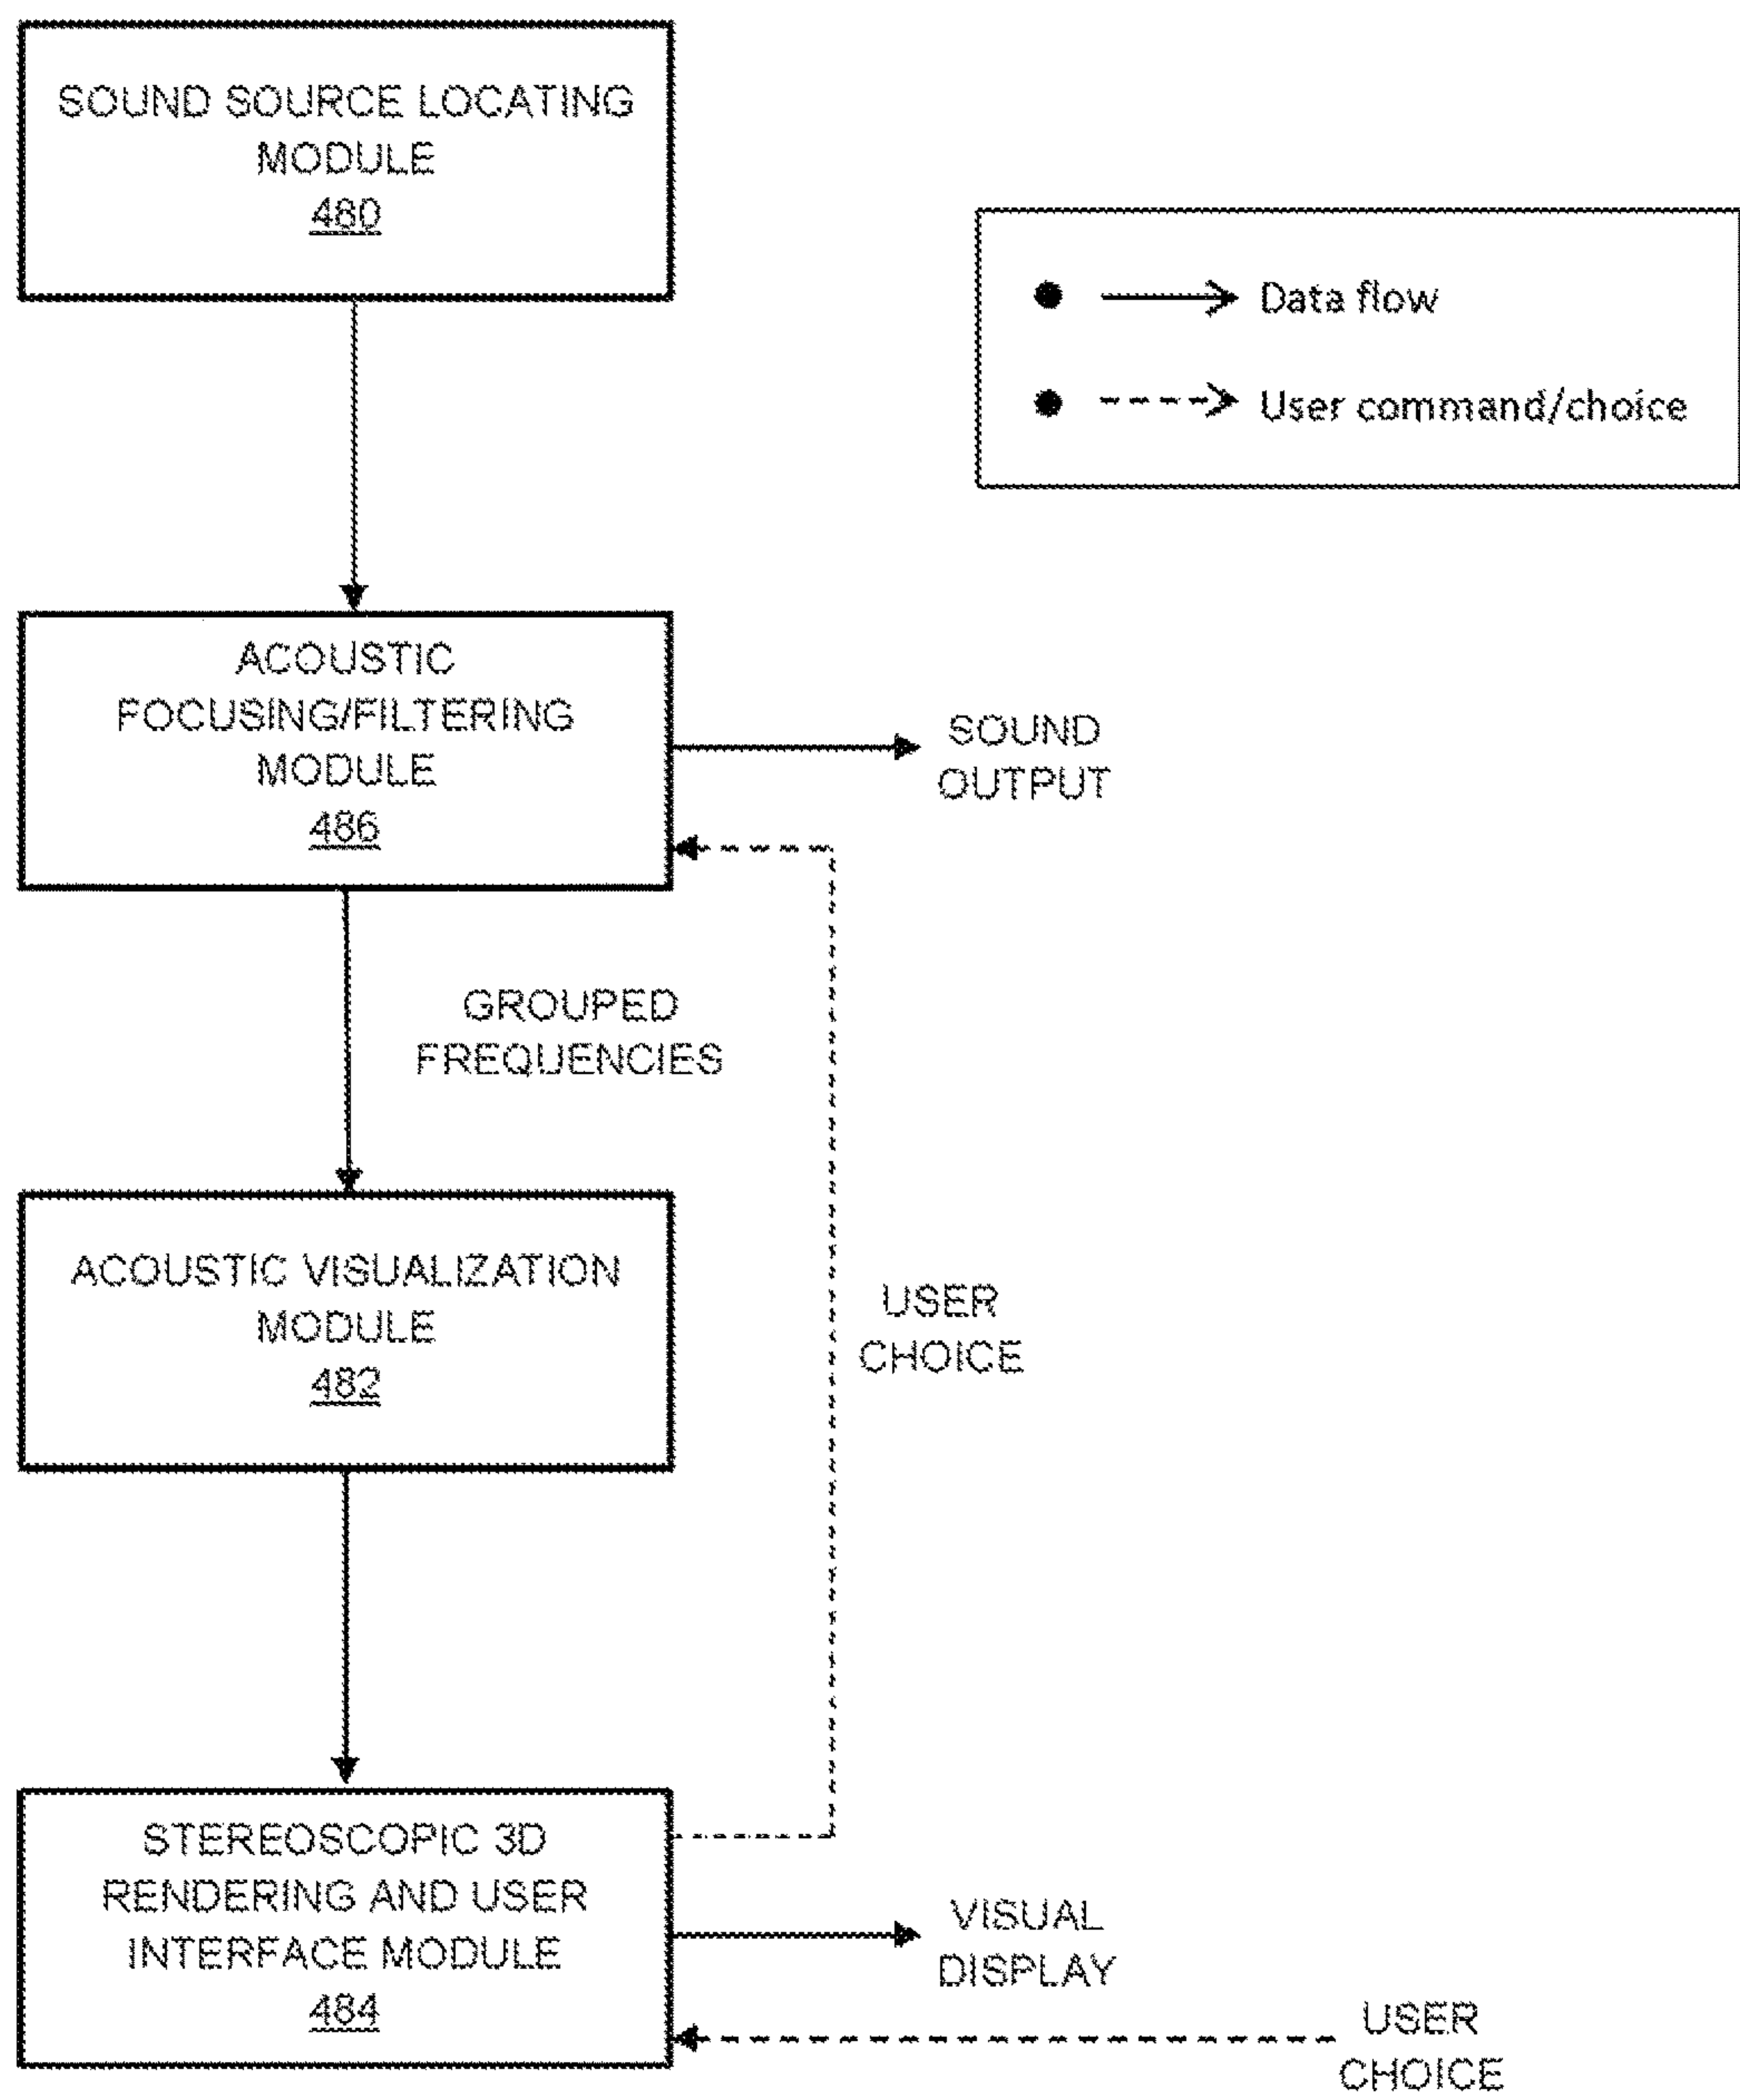 SOUND SOURCE LOCATING
MODULE
480
Data flow
User command/choice
ACOUSTIC
FOCUSING/FILTERING
MODULE
486
SOUND
OUTPUT
GROUPED
FREQUENCIES
ACOUSTIC VISUALIZATION
MODULE
482
USER
CHOICE
STEREOSCOPIC 3D
RENDERING AND USER
INTERFACE MODULE
484
VISUAL
DISPLAY
USER
CHOICE